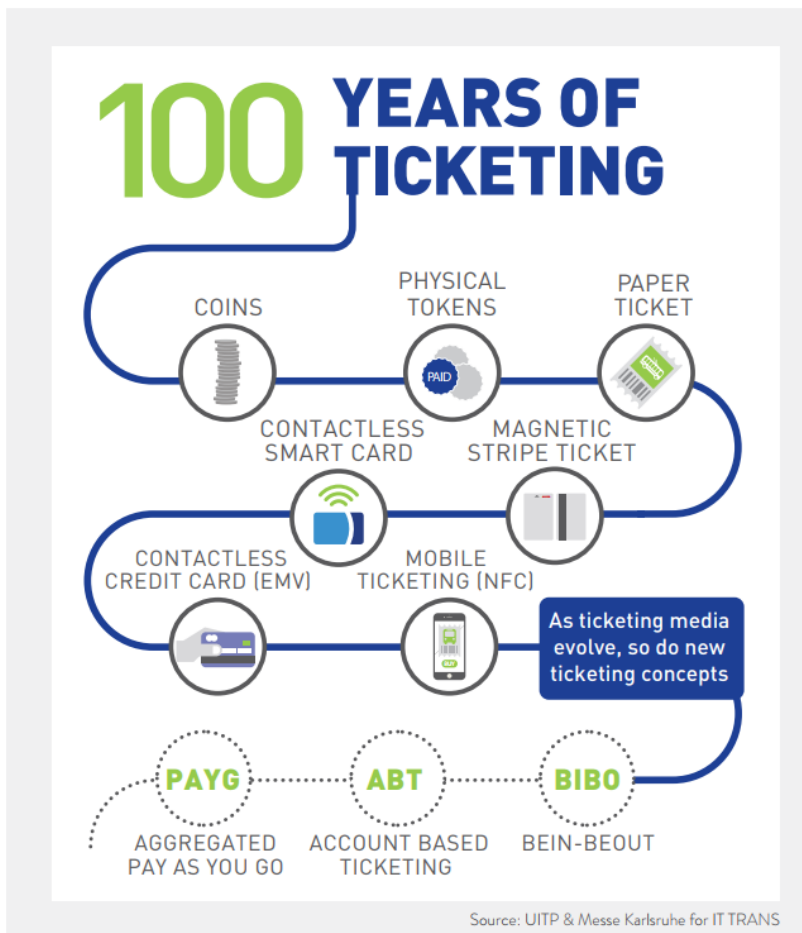 100 YEARS OF
TICKETING
COINS
PHYSICAL
TOKENS
PAID
PAPER
TICKET
MAGNETIC
STRIPE TICKET
CONTACTLESS
SMART CARD
CONTACTLESS
CREDIT CARD (EMV)
MOBILE
TICKETING (NFC)
BUY
As ticketing media
evolve, so do new
ticketing concepts
BIBO
BEIN-BEOUT
ABT
ACCOUNT BASED
TICKETING
PAYG
AGGREGATED
PAY AS YOU GO
Source: UITP & Messe Karlsruhe for IT TRANS